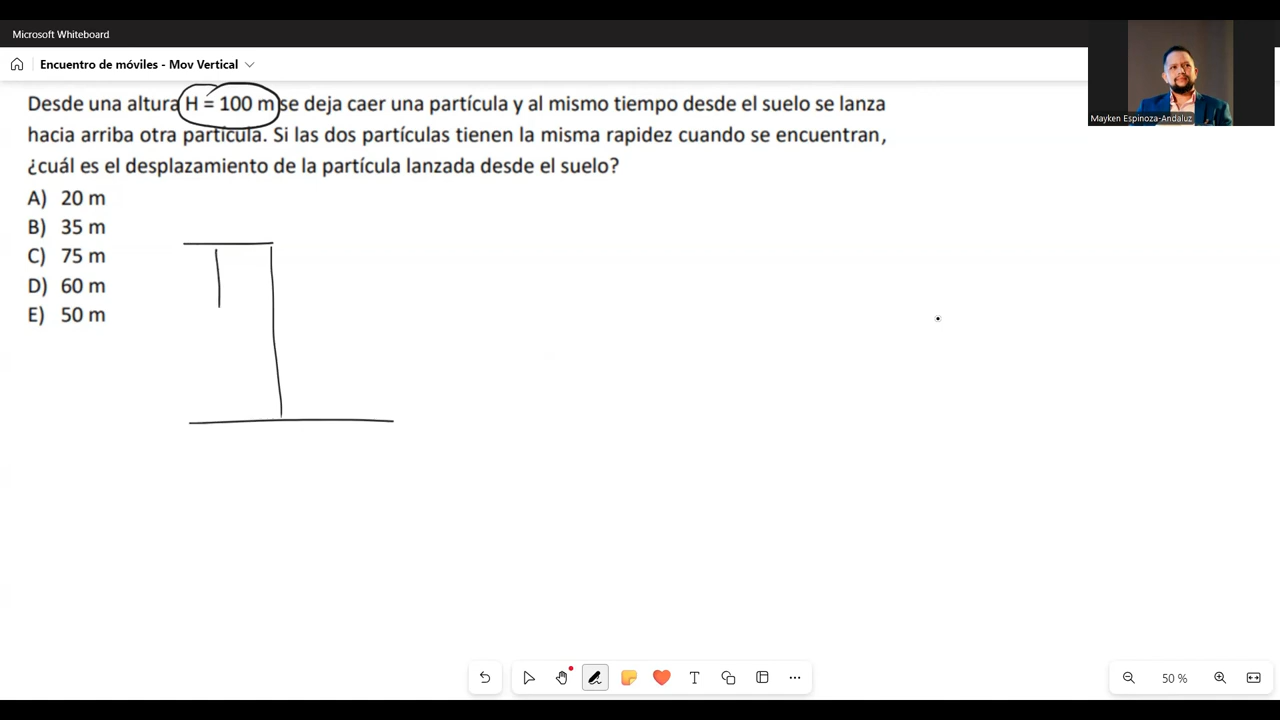 Microsoft Whiteboard
Encuentro de móviles - Mov Vertical
Mayken Espinoza-Andaluz
Desde una altura H = 100 m se deja caer una partícula y al mismo tiempo desde el suelo se lanza
hacia arriba otra partícula. Si las dos partículas tienen la misma rapidez cuando se encuentran,
¿cuál es el desplazamiento de la partícula lanzada desde el suelo?
A) 20 m
B) 35 m
C) 75 m
D) 60 m
E) 50 m
50 %